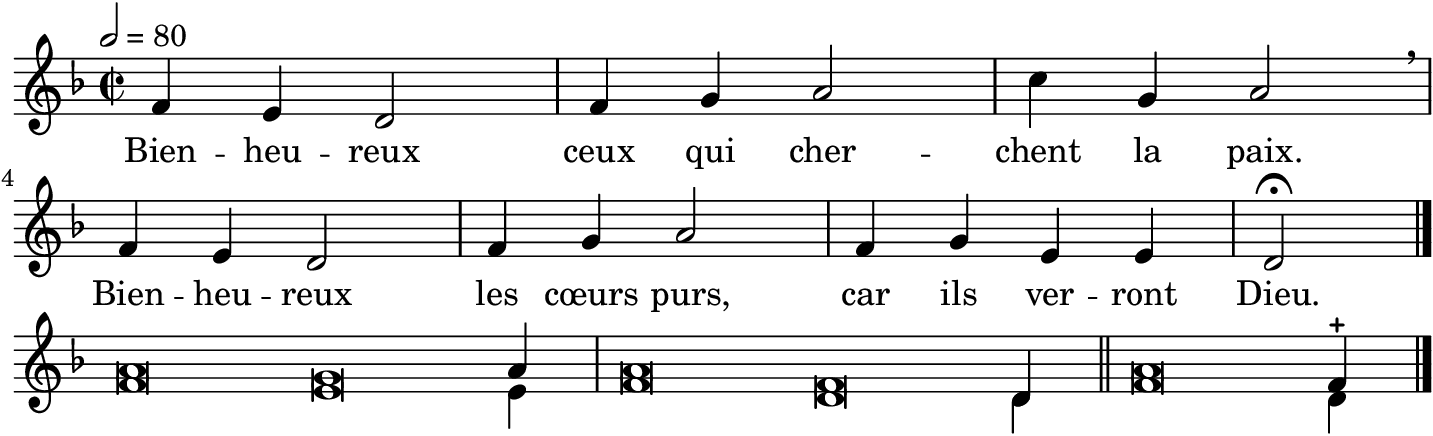 = 80
Bien - heu - reux ceux qui cher - chent la paix.
4
Bien - heu - reux les cœurs purs, car ils ver - ront Dieu.